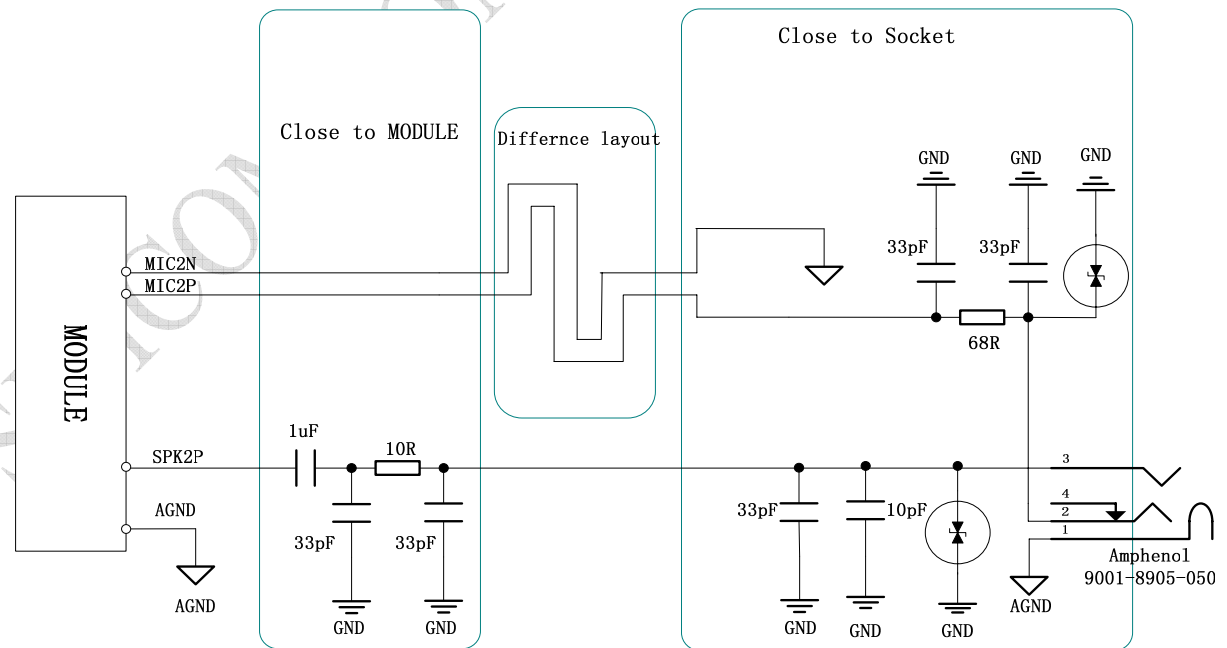 Close to Socket
Close to MODULE
Differnce layout
GND
GND
GND
33pF
33pF
68R
MIC2N
MIC2P
MODULE
SPK2P
AGND
AGND
1uF
10R
33pF
33pF
GND
GND
33pF
10pF
GND
GND
GND
3
4
2
1
AGND
Amphenol
9001-8905-050